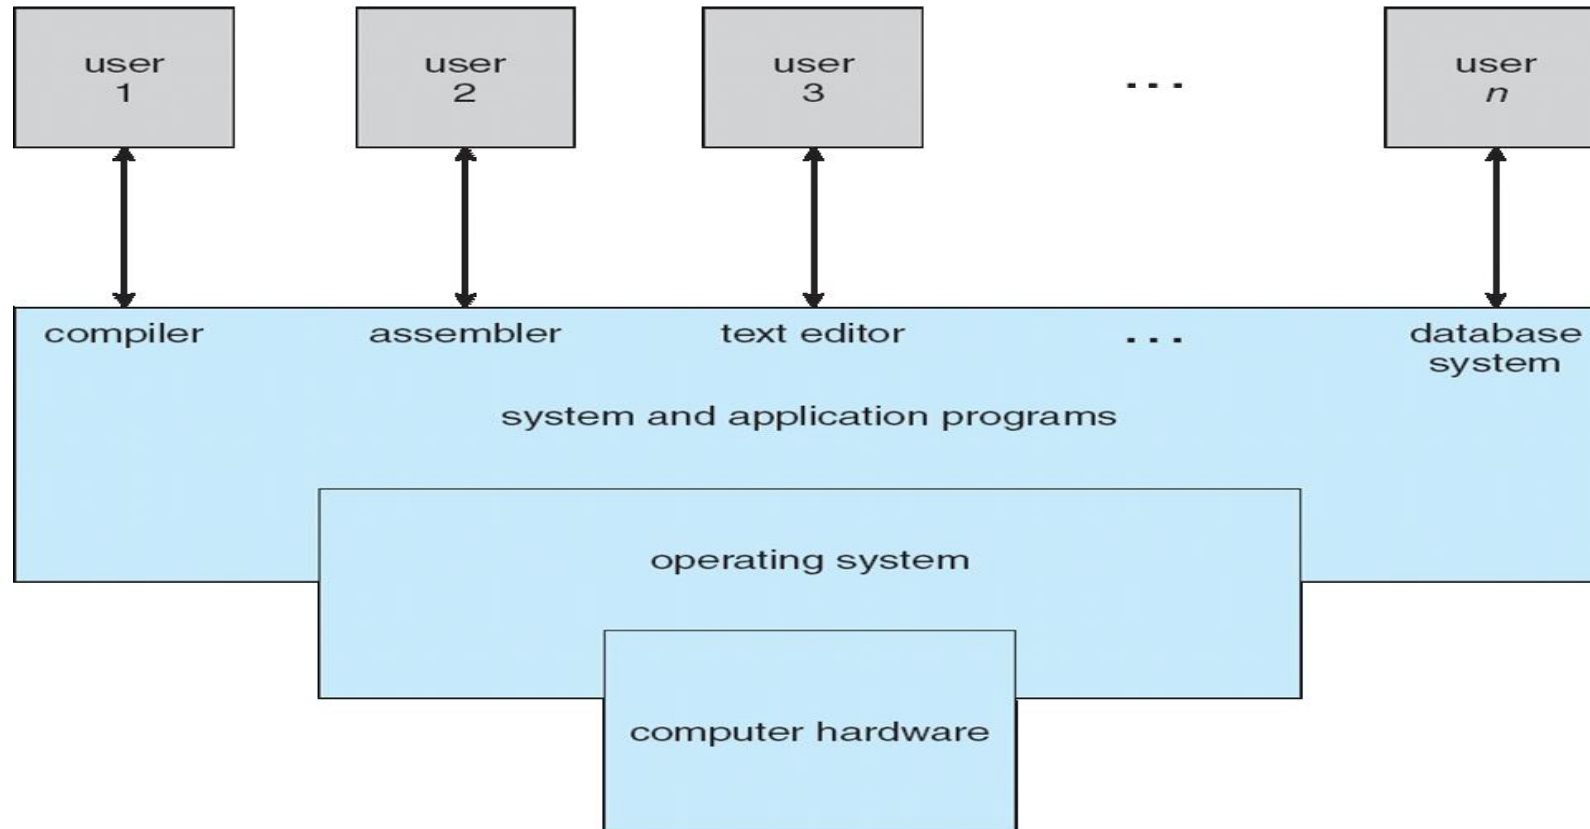 user
1
user
2
user
3
...
user
n
compiler
assembler
text editor
...
database
system
system and application programs
operating system
computer hardware